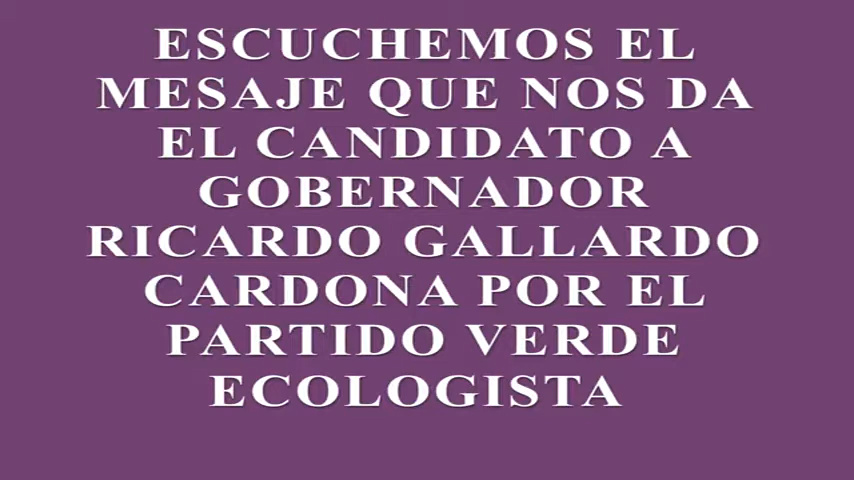 ESCUCHEMOS EL
MESAJE QUE NOS DA
EL CANDIDATO A
GOBERNADOR
RICARDO GALLARDO
CARDONA POR EL
PARTIDO VERDE
ECOLOGISTA